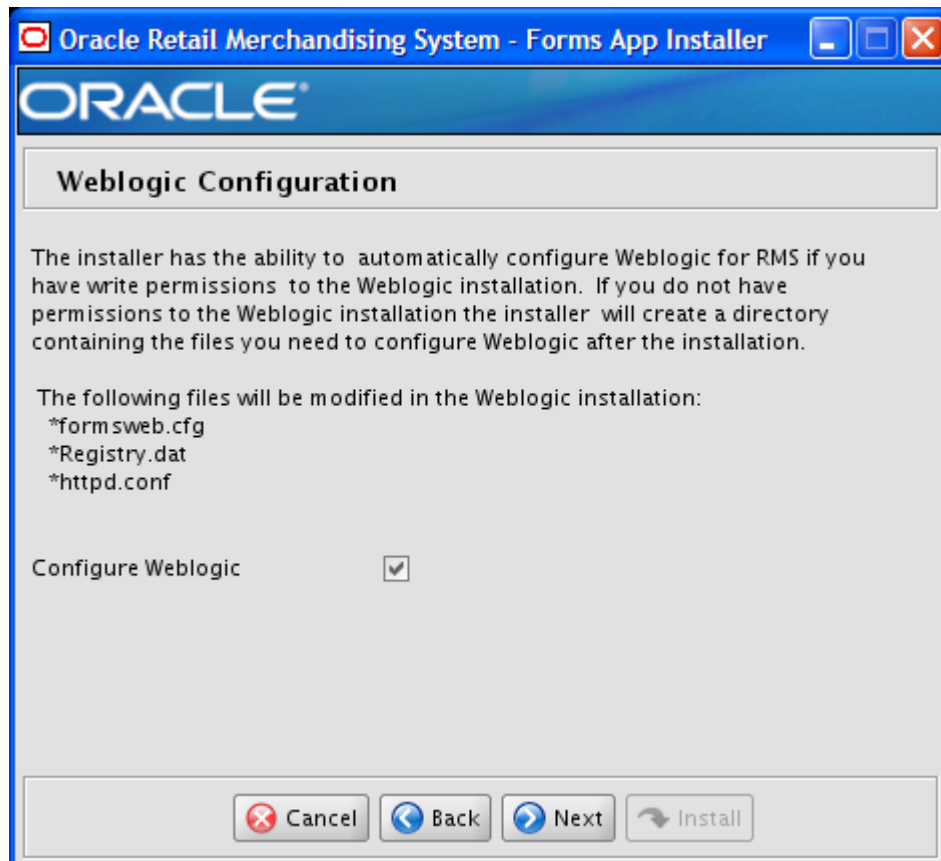 Oracle Retail Merchandising System - Forms App Installer
ORACLE®
Weblogic Configuration
The installer has the ability to automatically configure Weblogic for RMS if you
have write permissions to the Weblogic installation. If you do not have
permissions to the Weblogic installation the installer will create a directory
containing the files you need to configure Weblogic after the installation.
The following files will be modified in the Weblogic installation:
*formsweb.cfg
*Registry.dat
*httpd.conf
Configure Weblogic
Cancel Back Next Install